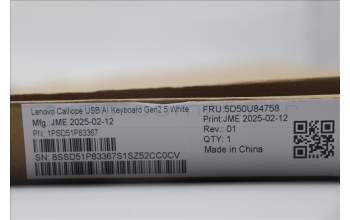 Lenovo Calliope USB AI Keyboard Gen2.5 White
Mfg.:JME 2025-02-12
PN: 1PSD51P83367
SN: 8SSD51P83367S1SZ52CC0CV
FRU:5D50U84758
Print:JME 2025-02-12
Rev.: 01
QTY: 1
Made in China